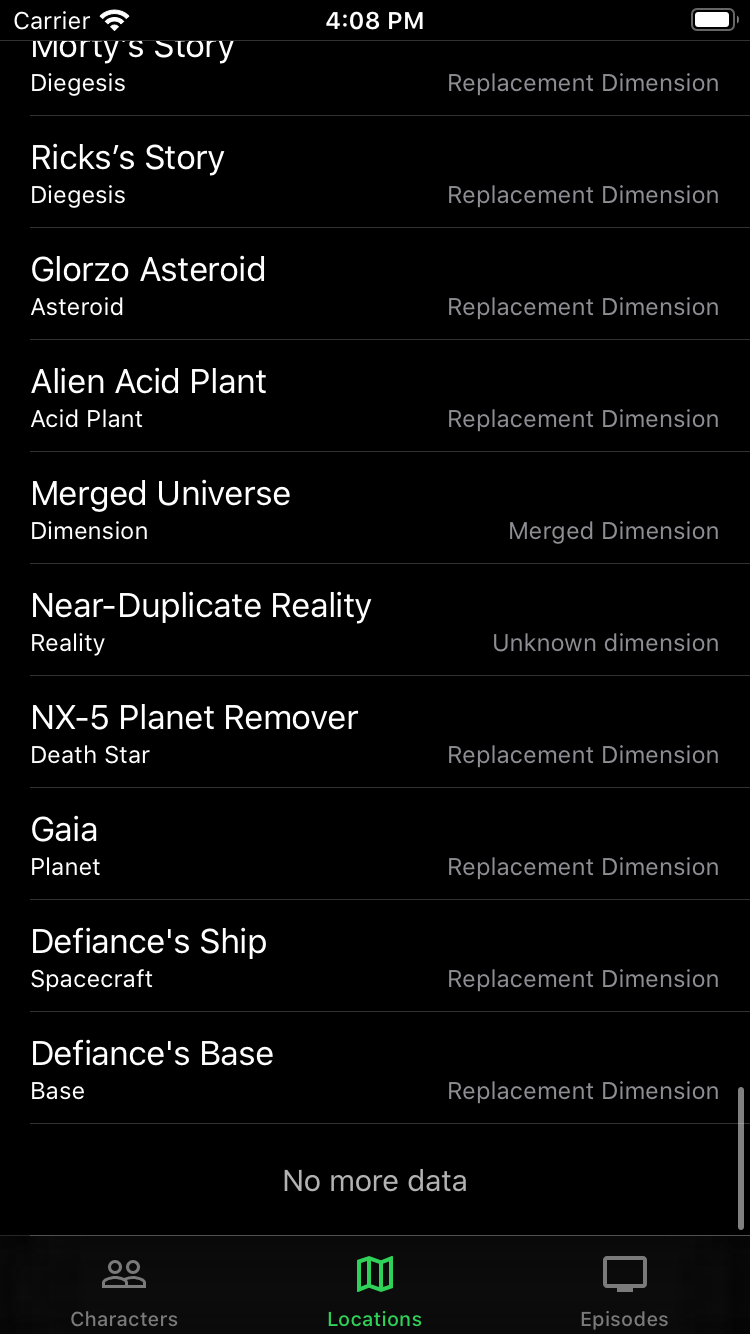 Carrier 4:08 PM
Morty's Story
Diegesis Replacement Dimension
Ricks’s Story
Diegesis Replacement Dimension
Glorzo Asteroid
Asteroid Replacement Dimension
Alien Acid Plant
Acid Plant Replacement Dimension
Merged Universe
Dimension Merged Dimension
Near-Duplicate Reality
Reality Unknown dimension
NX-5 Planet Remover
Death Star Replacement Dimension
Gaia
Planet Replacement Dimension
Defiance's Ship
Spacecraft Replacement Dimension
Defiance's Base
Base Replacement Dimension
No more data
Characters Locations Episodes